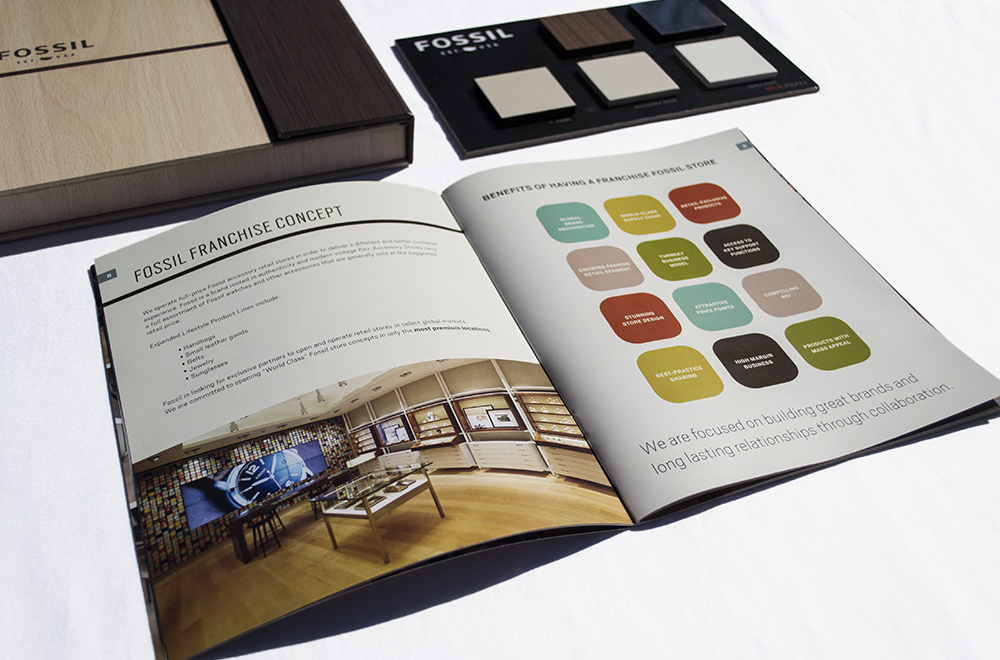 FOSSIL
EST. 1954
FOSSIL
EST. 1954
8
FOSSIL FRANCHISE CONCEPT
We operate full-price Fossil accessory retail stores in order to deliver a different and better customer
experience. Fossil is a brand rooted in authenticity and modern vintage flair. Accessory Stores carry
a full assortment of Fossil watches and other accessories that are generally sold at the suggested
retail price.
Expanded Lifestyle Product Lines include:
• Handbags
• Small leather goods
• Belts
• Jewelry
• Sunglasses
Fossil is looking for exclusive partners to open and operate retail stores in select global markets.
We are committed to opening "World Class" Fossil store concepts in only the most premium locations.
9
BENEFITS OF HAVING A FRANCHISE FOSSIL STORE
GLOBAL
BRAND
RECOGNITION
WORLD-CLASS
SUPPLY CHAIN
RETAIL-EXCLUSIVE
PRODUCTS
GROWING FASHION
RETAIL SEGMENT
TURNKEY
BUSINESS
MODEL
ACCESS TO
KEY SUPPORT
FUNCTIONS
STUNNING
STORE DESIGN
ATTRACTIVE
PRICE POINTS
COMPELLING
ROI
BEST-PRACTICE
SHARING
HIGH MARGIN
BUSINESS
PRODUCTS WITH
MASS APPEAL
We are focused on building great brands and
long lasting relationships through collaboration.